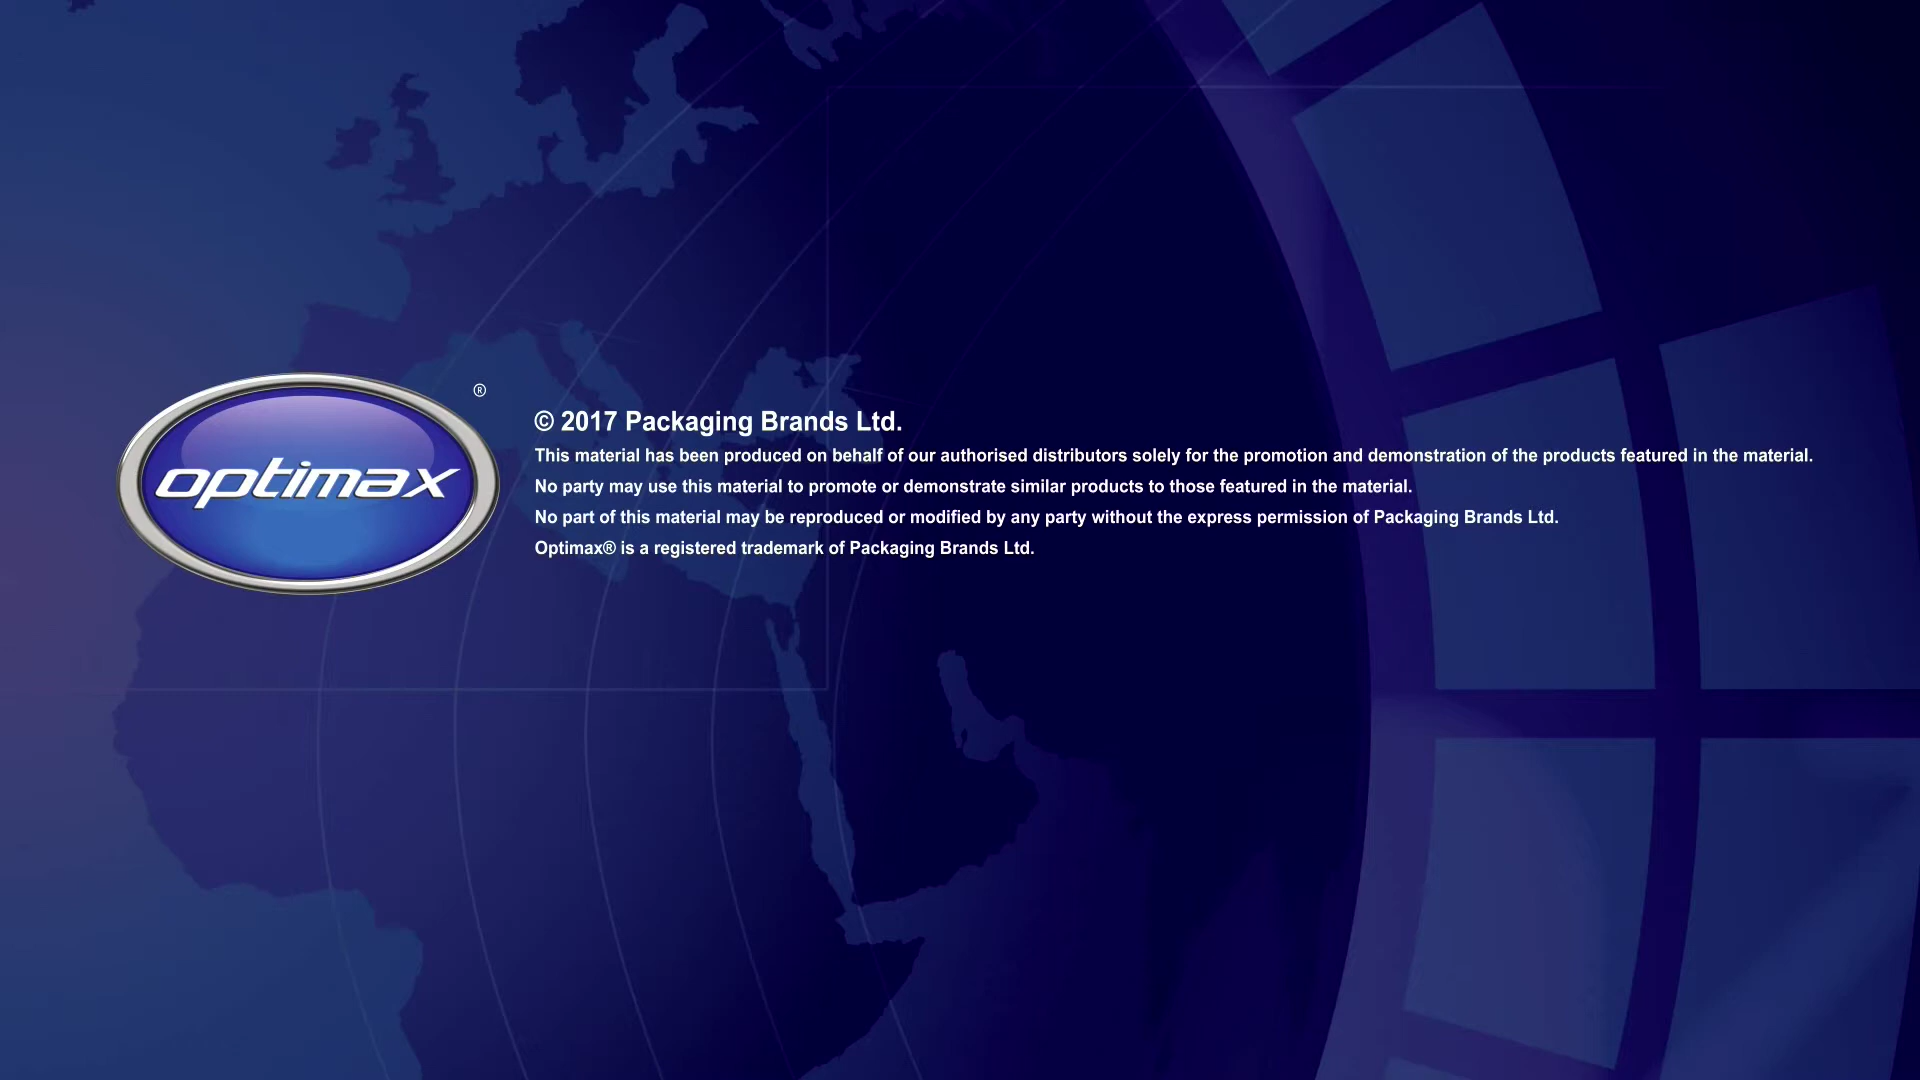 optimax
®
© 2017 Packaging Brands Ltd.
This material has been produced on behalf of our authorised distributors solely for the promotion and demonstration of the products featured in the material.
No party may use this material to promote or demonstrate similar products to those featured in the material.
No part of this material may be reproduced or modified by any party without the express permission of Packaging Brands Ltd.
Optimax® is a registered trademark of Packaging Brands Ltd.